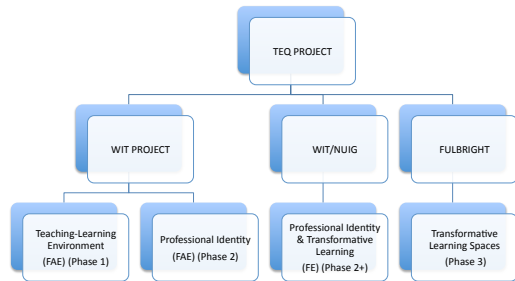 TEQ PROJECT
WIT PROJECT
WIT/NUIG
FULBRIGHT
Teaching-Learning
Environment
(FAE) (Phase 1)
Professional Identity
(FAE) (Phase 2)
Professional Identity
& Transformative
Learning
(FE) (Phase 2+)
Transformative
Learning Spaces
(Phase 3)